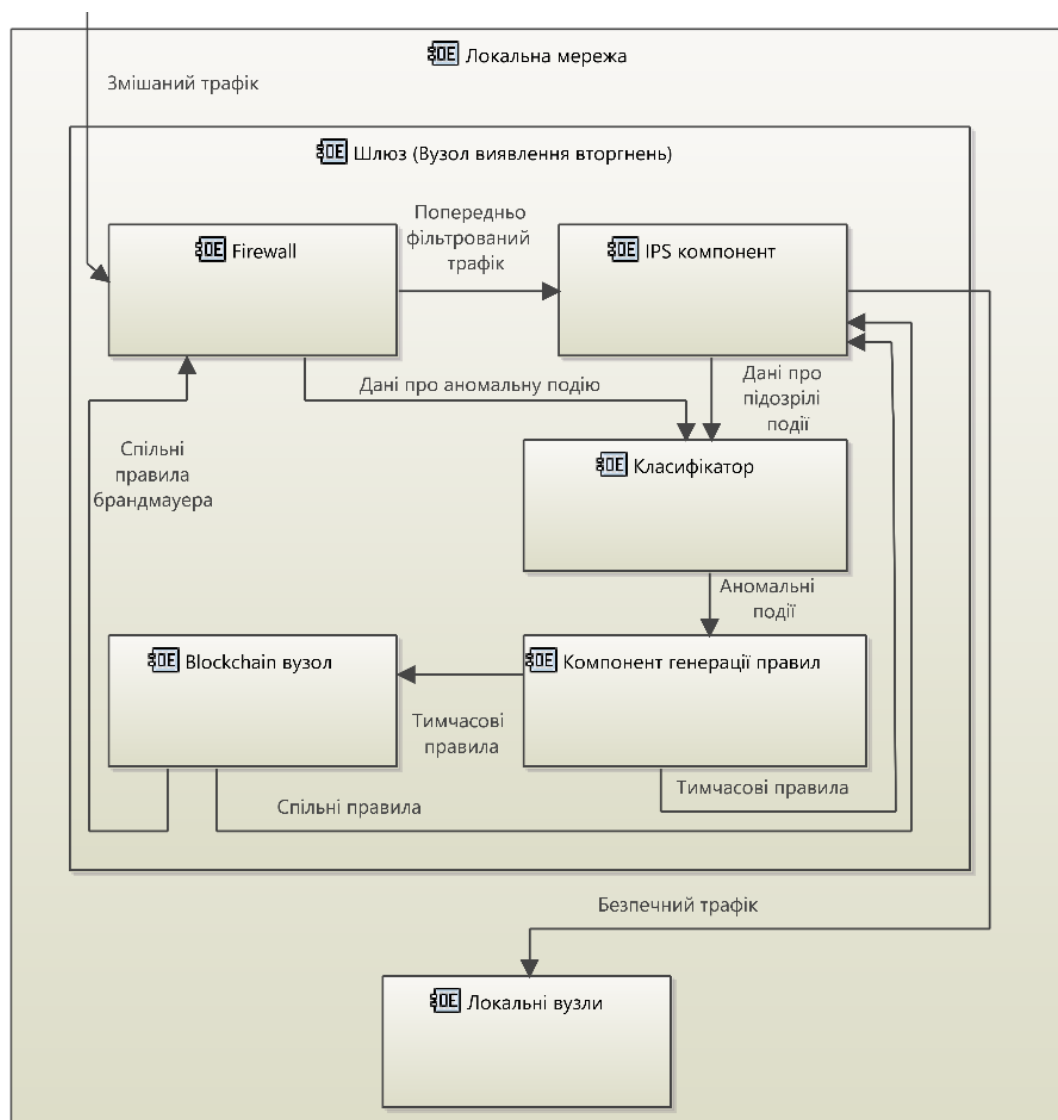 Локальна мережа
Змішаний трафік
Шлюз (Вузол виявлення вторгнень)
Firewall
Попередньо
фільтрований
трафік
IPS компонент
Дані про аномальну подію
Дані про
підозрілі
події
Спільні
правила
брандмауера
Класифікатор
Аномальні
події
Blockchain вузол
Компонент генерації правил
Тимчасові
правила
Тимчасові правила
Спільні правила
Безпечний трафік
Локальні вузли